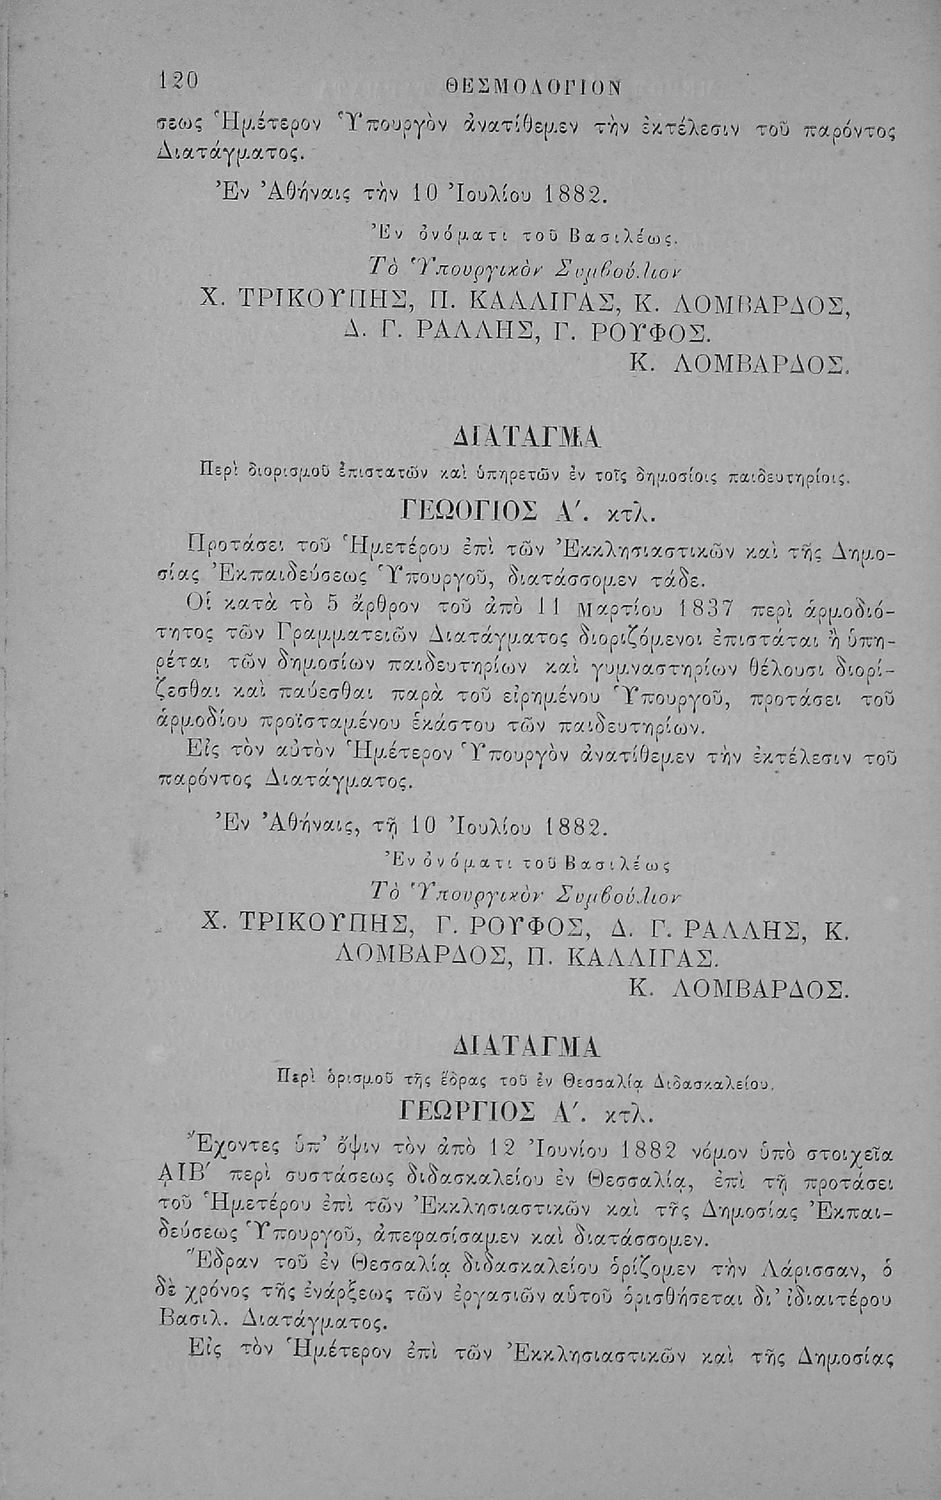 120
ΘΕΣΜΟΛΟΓΙΟΝ
σεως Ἡμέτερον Ὑπουργὸν ἀνατίθεμεν τὴν ἐκτέλεσιν τοῦ παρόντος
Διατάγματος.
Ἐν Ἀθήναις τὴν 10 Ἰουλίου 1882.
Ἐν ὀνόματι τοῦ Βασιλέως.
Τὸ Ὑπουργικὸν Συμβούλιον
Χ. ΤΡΙΚΟΥΠΗΣ, Π. ΚΑΛΛΙΓΑΣ, Κ. ΛΟΜΒΑΡΔΟΣ,
Δ. Γ. ΡΑΛΛΗΣ, Γ. ΡΟΥΦΟΣ.
Κ. ΛΟΜΒΑΡΔΟΣ.
ΔΙΑΤΑΓΜΑ
Περὶ διορισμοῦ ἐπιστατῶν καὶ ὑπηρετῶν ἐν τοῖς δημοσίοις παιδευτηρίοις.
ΓΕΩΟΓΙΟΣ Α΄. κτλ.
Προτάσει τοῦ Ἡμετέρου ἐπὶ τῶν Ἐκκλησιαστικῶν καὶ τῆς Δημο-
σίας Ἐκπαιδεύσεως Ὑπουργοῦ, διατάσσομεν τάδε.
Οἱ κατὰ τὸ 5 ἄρθρον τοῦ ἀπὸ 11 Μαρτίου 1837 περὶ ἁρμοδιό-
τητος τῶν Γραμματειῶν Διατάγματος διοριζόμενοι ἐπιστάται ἢ ὑπη-
ρέται τῶν δημοσίων παιδευτηρίων καὶ γυμναστηρίων θέλουσι διορί-
ζεσθαι καὶ παύεσθαι παρὰ τοῦ εἰρημένου Ὑπουργοῦ, προτάσει τοῦ
ἁρμοδίου προϊσταμένου ἑκάστου τῶν παιδευτηρίων.
Εἰς τὸν αὐτὸν Ἡμέτερον Ὑπουργὸν ἀνατίθεμεν τὴν ἐκτέλεσιν τοῦ
παρόντος Διατάγματος.
Ἐν Ἀθήναις, τῇ 10 Ἰουλίου 1882.
Ἐν ὀνόματι τοῦ Βασιλέως
Τὸ Ὑπουργικὸν Συμβούλιον
Χ. ΤΡΙΚΟΥΠΗΣ, Γ. ΡΟΥΦΟΣ, Δ. Γ. ΡΑΛΛΗΣ, Κ.
ΛΟΜΒΑΡΔΟΣ, Π. ΚΑΛΛΙΓΑΣ.
Κ. ΛΟΜΒΑΡΔΟΣ.
ΔΙΑΤΑΓΜΑ
Περὶ ὁρισμοῦ τῆς ἕδρας τοῦ ἐν Θεσσαλίᾳ Διδασκαλείου.
ΓΕΩΡΓΙΟΣ Α΄. κτλ.
Ἔχοντες ὑπ’ ὄψιν τὸν ἀπὸ 12 Ἰουνίου 1882 νόμον ὑπὸ στοιχεῖα
͵ΑΙΒ΄ περὶ συστάσεως διδασκαλείου ἐν Θεσσαλίᾳ, ἐπὶ τῇ προτάσει
τοῦ Ἡμετέρου ἐπὶ τῶν Ἐκκλησιαστικῶν καὶ τῆς Δημοσίας Ἐκπαι-
δεύσεως Ὑπουργοῦ, ἀπεφασίσαμεν καὶ διατάσσομεν.
Ἕδραν τοῦ ἐν Θεσσαλίᾳ διδασκαλείου ὁρίζομεν τὴν Λάρισσαν, ὁ
δὲ χρόνος τῆς ἐνάρξεως τῶν ἐργασιῶν αὐτοῦ ὁρισθήσεται δι’ ἰδιαιτέρου
Βασιλ. Διατάγματος.
Εἰς τὸν Ἡμέτερον ἐπὶ τῶν Ἐκκλησιαστικῶν καὶ τῆς Δημοσίας